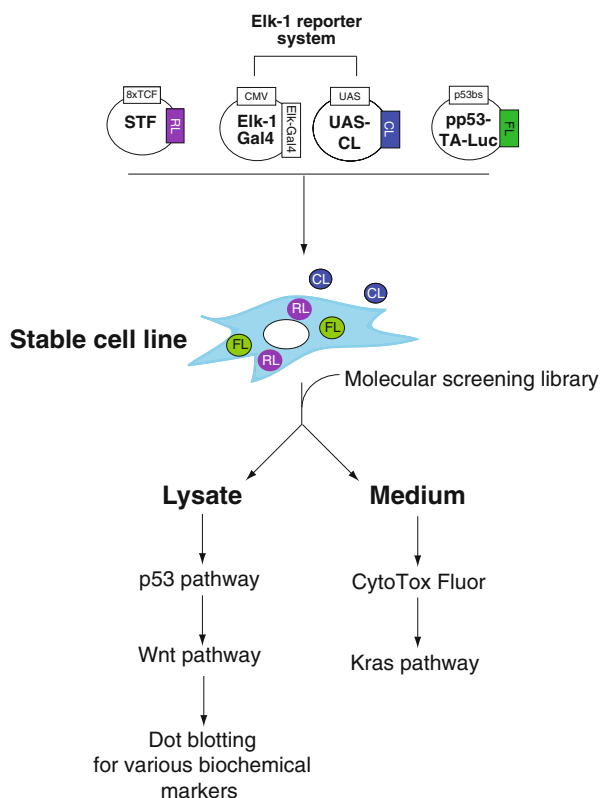 Elk-1 reporter
system
8xTCF
STF
RL
CMV
Elk-1
Gal4
Elk-Gal4
UAS
UAS-
CL
CL
p53bs
pp53-
TA-Luc
FL
CL
CL
RL
FL
FL
RL
Stable cell line
Molecular screening library
Lysate
Medium
p53 pathway
CytoTox Fluor
Wnt pathway
Kras pathway
Dot blotting
for various biochemical
markers